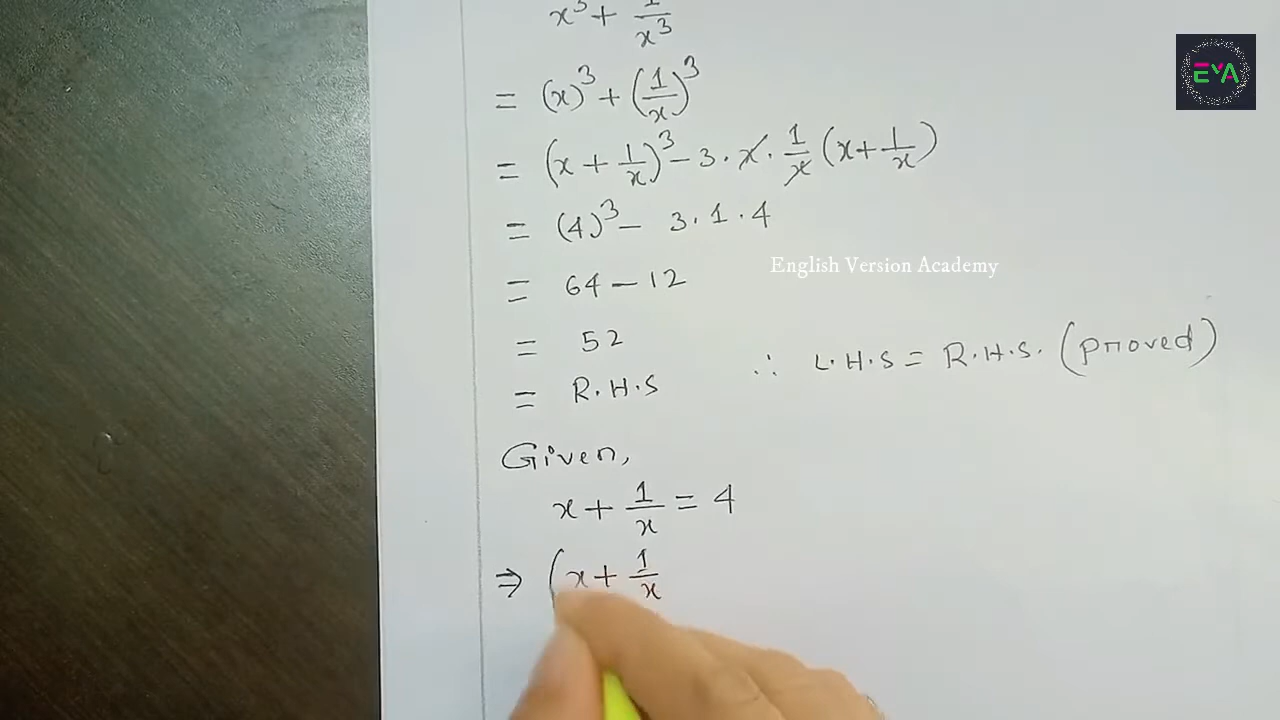 x³ + 1/x³
EYA
= (x)³ + (1/x)³
= (x + 1/x)³ - 3 · x · 1/x (x + 1/x)
= (4)³ - 3 · 1 · 4
English Version Academy
= 64 - 12
= 52
∴ L.H.S = R.H.S. (proved)
= R.H.S
Given,
x + 1/x = 4
⇒ (x + 1/x